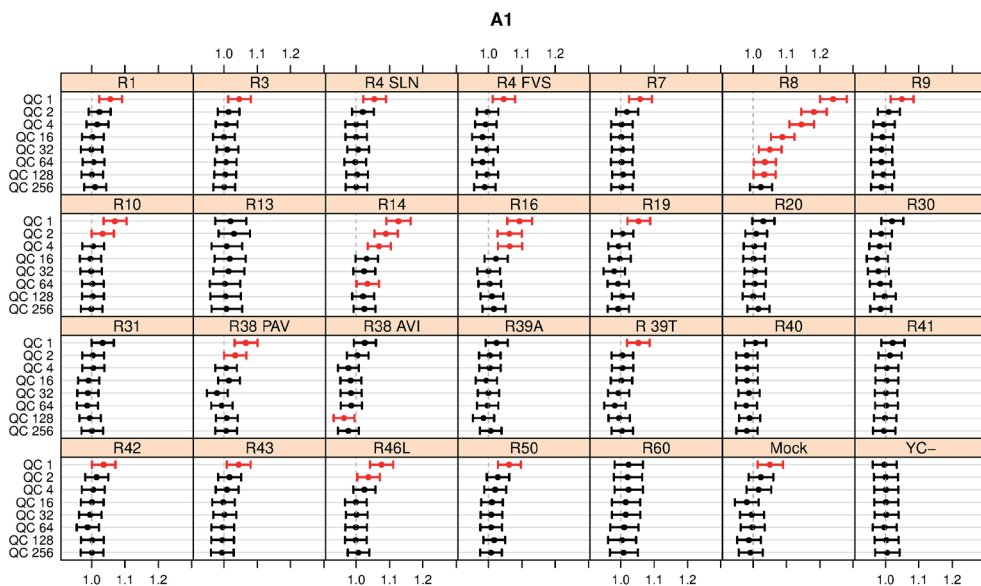 A1
1.0 1.1 1.2 1.0 1.1 1.2 1.0 1.1 1.2
R1 R3 R4 SLN R4 FVS R7 R8 R9
QC 1
QC 2
QC 4
QC 16
QC 32
QC 64
QC 128
QC 256
R10 R13 R14 R16 R19 R20 R30
QC 1
QC 2
QC 4
QC 16
QC 32
QC 64
QC 128
QC 256
R31 R38 PAV R38 AVI R39A R 39T R40 R41
QC 1
QC 2
QC 4
QC 16
QC 32
QC 64
QC 128
QC 256
R42 R43 R46L R50 R60 Mock YC−
QC 1
QC 2
QC 4
QC 16
QC 32
QC 64
QC 128
QC 256
1.0 1.1 1.2 1.0 1.1 1.2 1.0 1.1 1.2 1.0 1.1 1.2